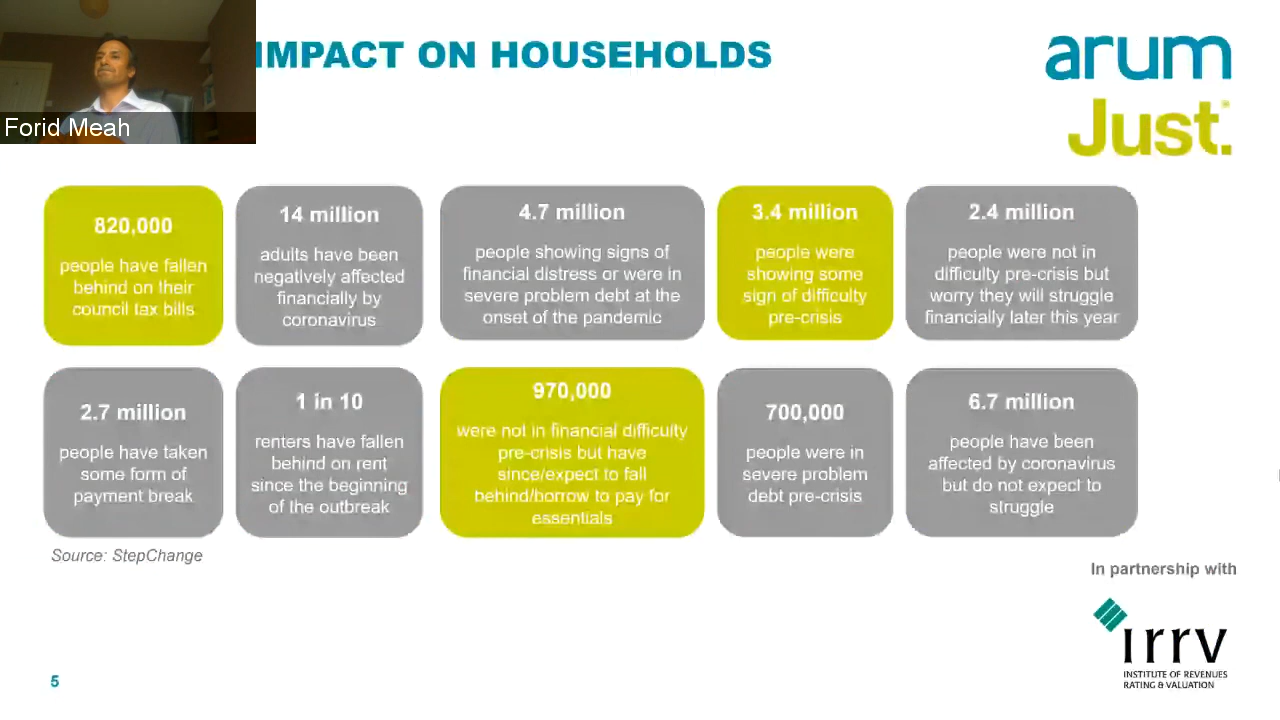 IMPACT ON HOUSEHOLDS
arum
Just.
Forid Meah
820,000
people have fallen
behind on their
council tax bills
14 million
adults have been
negatively affected
financially by
coronavirus
4.7 million
people showing signs of
financial distress or were in
severe problem debt at the
onset of the pandemic
3.4 million
people were
showing some
sign of difficulty
pre-crisis
2.4 million
people were not in
difficulty pre-crisis but
worry they will struggle
financially later this year
2.7 million
people have taken
some form of
payment break
1 in 10
renters have fallen
behind on rent
since the beginning
of the outbreak
970,000
were not in financial difficulty
pre-crisis but have
since/expect to fall
behind/borrow to pay for
essentials
700,000
people were in
severe problem
debt pre-crisis
6.7 million
people have been
affected by coronavirus
but do not expect to
struggle
Source: StepChange
In partnership with
irrv
INSTITUTE OF REVENUES
RATING & VALUATION
5